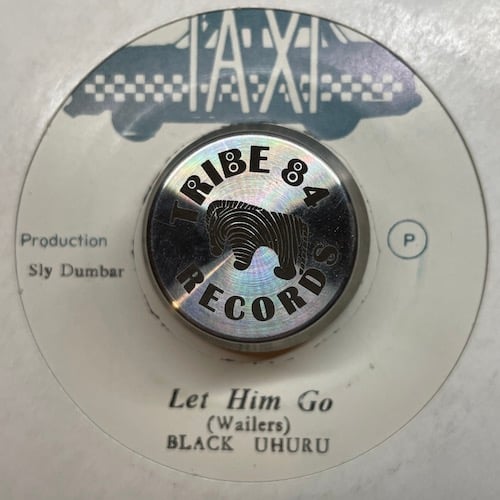 TAXI
TRIBE 84
RECORDS
Production
Sly Dumbar
P
Let Him Go
(Wailers)
BLACK UHURU